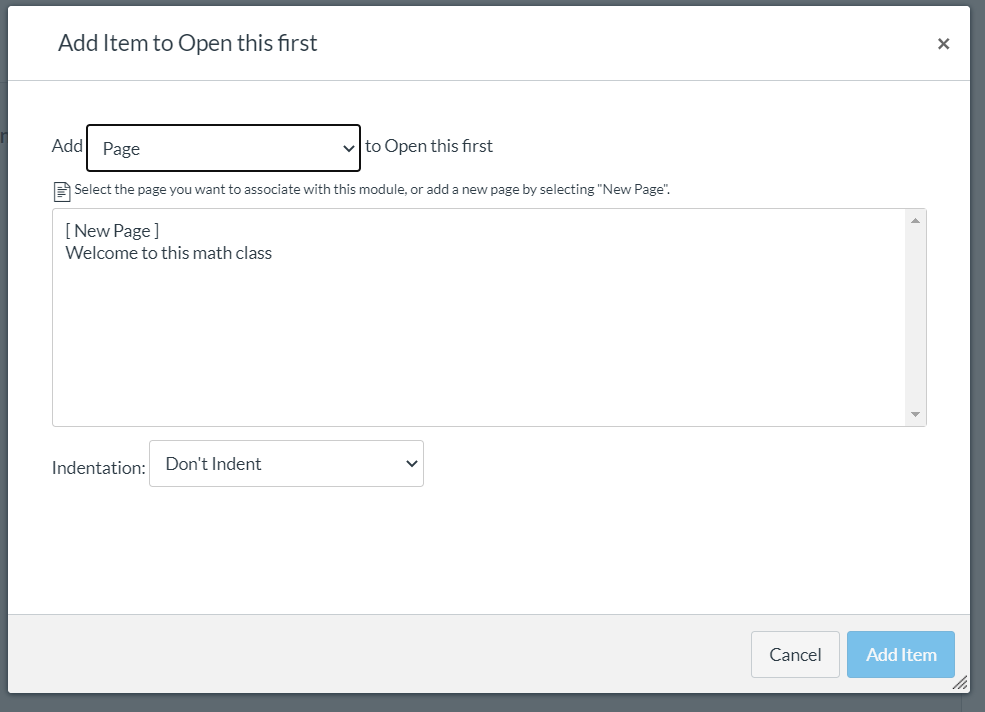 Add Item to Open this first
×
Add Page to Open this first
Select the page you want to associate with this module, or add a new page by selecting "New Page".
[ New Page ]
Welcome to this math class
Indentation: Don't Indent
Cancel Add Item